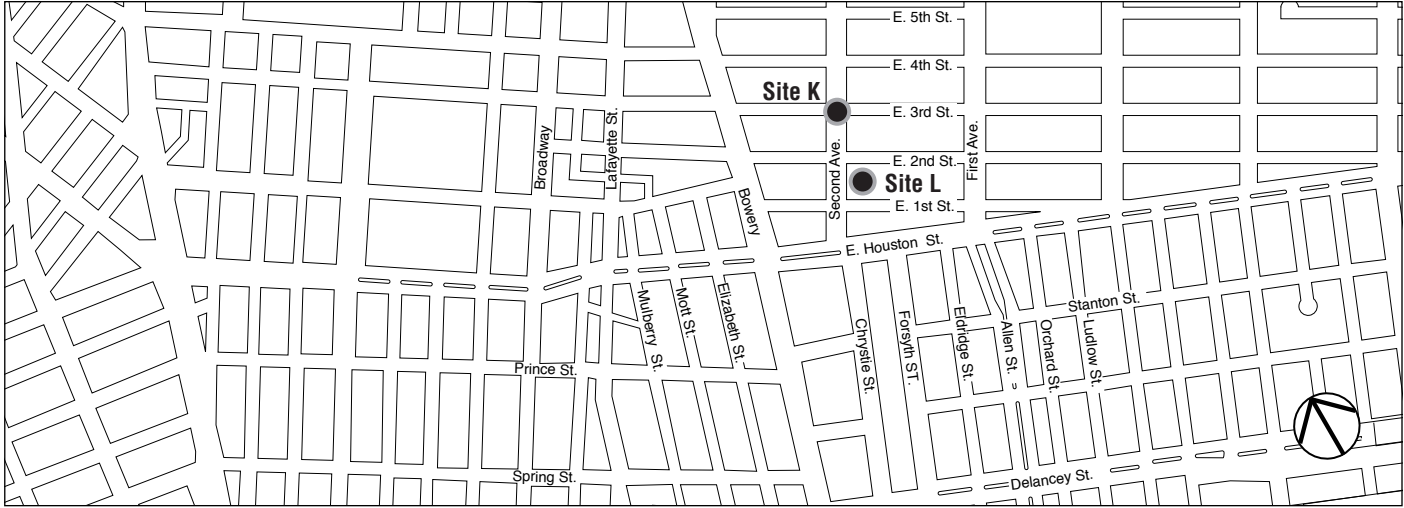 E. 5th St.
E. 4th St.
Site K
E. 3rd St.
Broadway
Lafayette St.
Second Ave.
First Ave.
E. 2nd St.
Site L
E. 1st St.
Bowery
E. Houston St.
Stanton St.
Mulberry St.
Mott St.
Elizabeth St.
Chrystie St.
Forsyth ST.
Eldridge St.
Allen St.
Orchard St.
Ludlow St.
Prince St.
Spring St.
Delancey St.